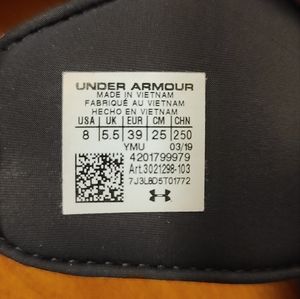 UNDER ARMOUR
MADE IN VIETNAM
FABRIQUÉ AU VIETNAM
HECHO EN VIETNAM
USA UK EUR CM CHN
8 5.5 39 25 250
YMU 03/19
4201799979
Art.3021298-103
7J3L8D5T01772